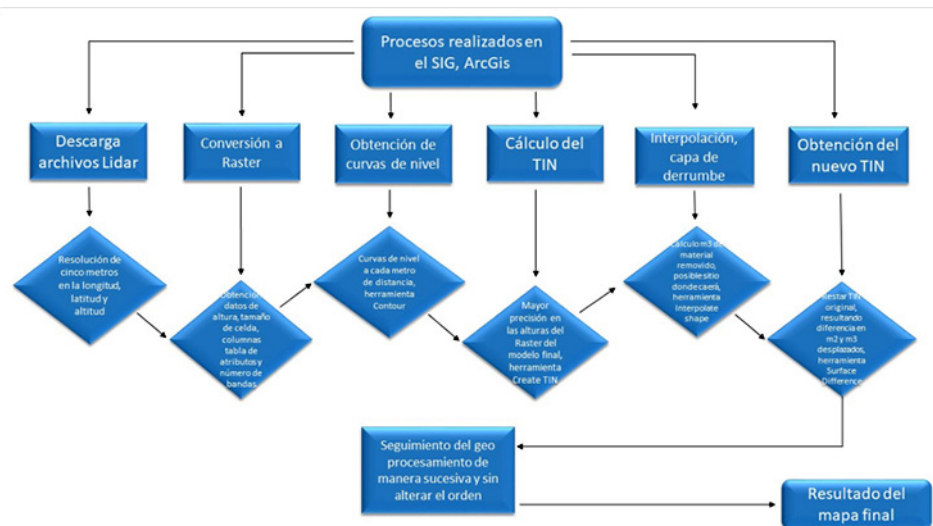 Procesos realizados en
el SIG, ArcGis
Descarga
archivos Lidar
Conversión a
Raster
Obtención de
curvas de nivel
Cálculo del
TIN
Interpolación,
capa de
derrumbe
Obtención del
nuevo TIN
Resolución de
cinco metros
en la longitud,
latitud y
altitud
Obtención
datos de
altura, tamaño
de celda,
columnas
tabla de
atributos y
número de
bandas
Curvas de nivel
a cada metro
de distancia,
herramienta
Contour
Mayor
precisión en
las alturas del
Raster del
modelo final,
herramienta
Create TIN
Calculo m3 de
material
removido,
posible sitio
donde caerá,
herramienta
Interpolate
shape
Restar TIN
original,
resultando
diferencia en
m2 y m3
desplazados,
herramienta
Surface
Difference
Seguimiento del geo
procesamiento de
manera sucesiva y sin
alterar el orden
Resultado del
mapa final